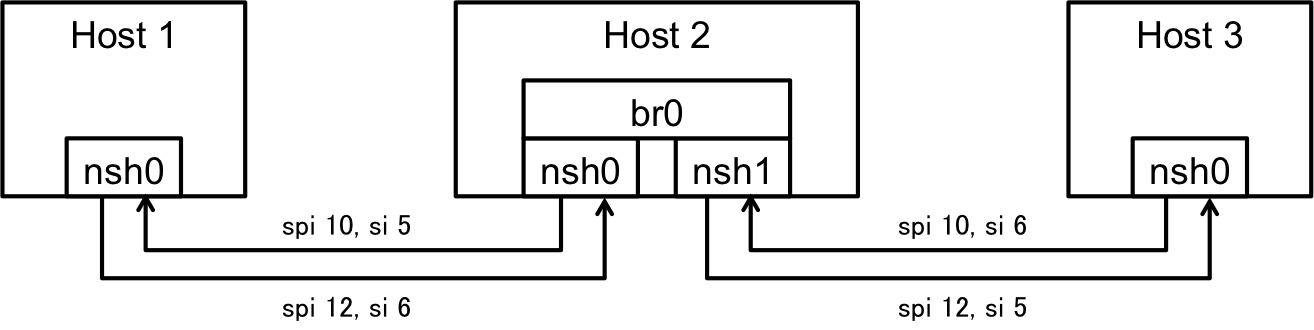 Host 1
Host 2
Host 3
br0
nsh0
nsh0
nsh1
nsh0
spi 10, si 5
spi 10, si 6
spi 12, si 6
spi 12, si 5